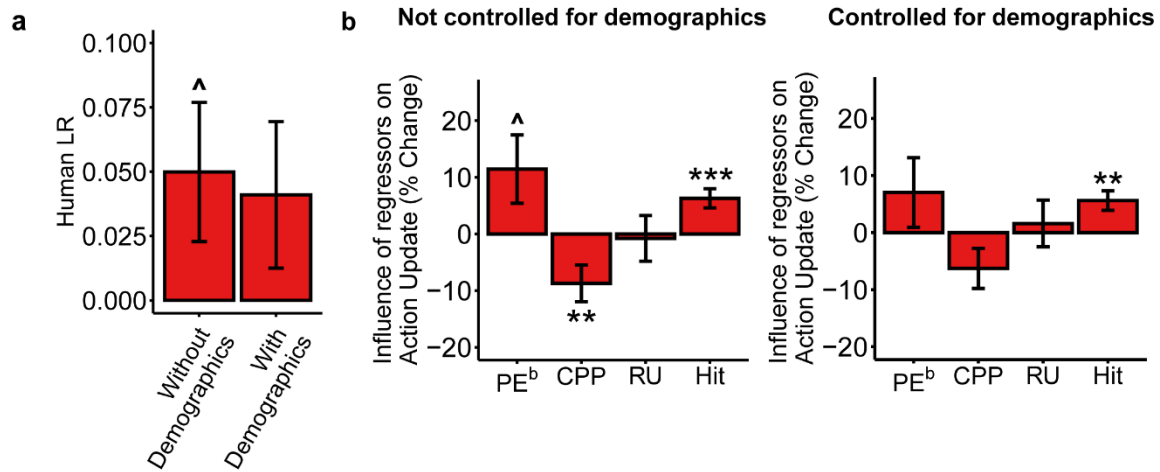 a
Human LR
0.100
0.075
0.050
0.025
0.000
^
Without
Demographics
With
Demographics
b
Not controlled for demographics
Influence of regressors on
Action Update (% Change)
20
10
0
−10
−20
^
**
***
PEᵇ CPP RU Hit
Controlled for demographics
Influence of regressors on
Action Update (% Change)
20
10
0
−10
−20
**
PEᵇ CPP RU Hit